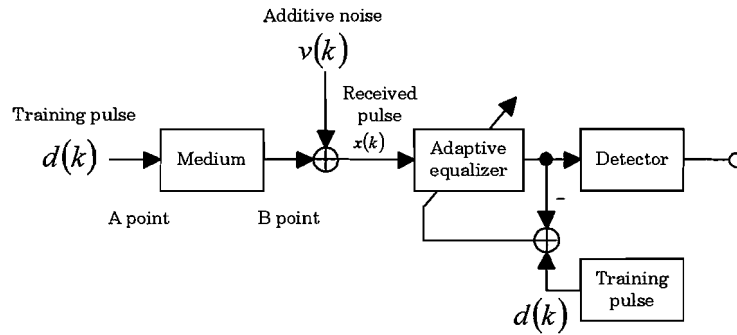 Additive noise
v(k)
Received
pulse
x(k)
Training pulse
d(k)
Medium
Adaptive
equalizer
Detector
A point
B point
−
Training
pulse
d(k)